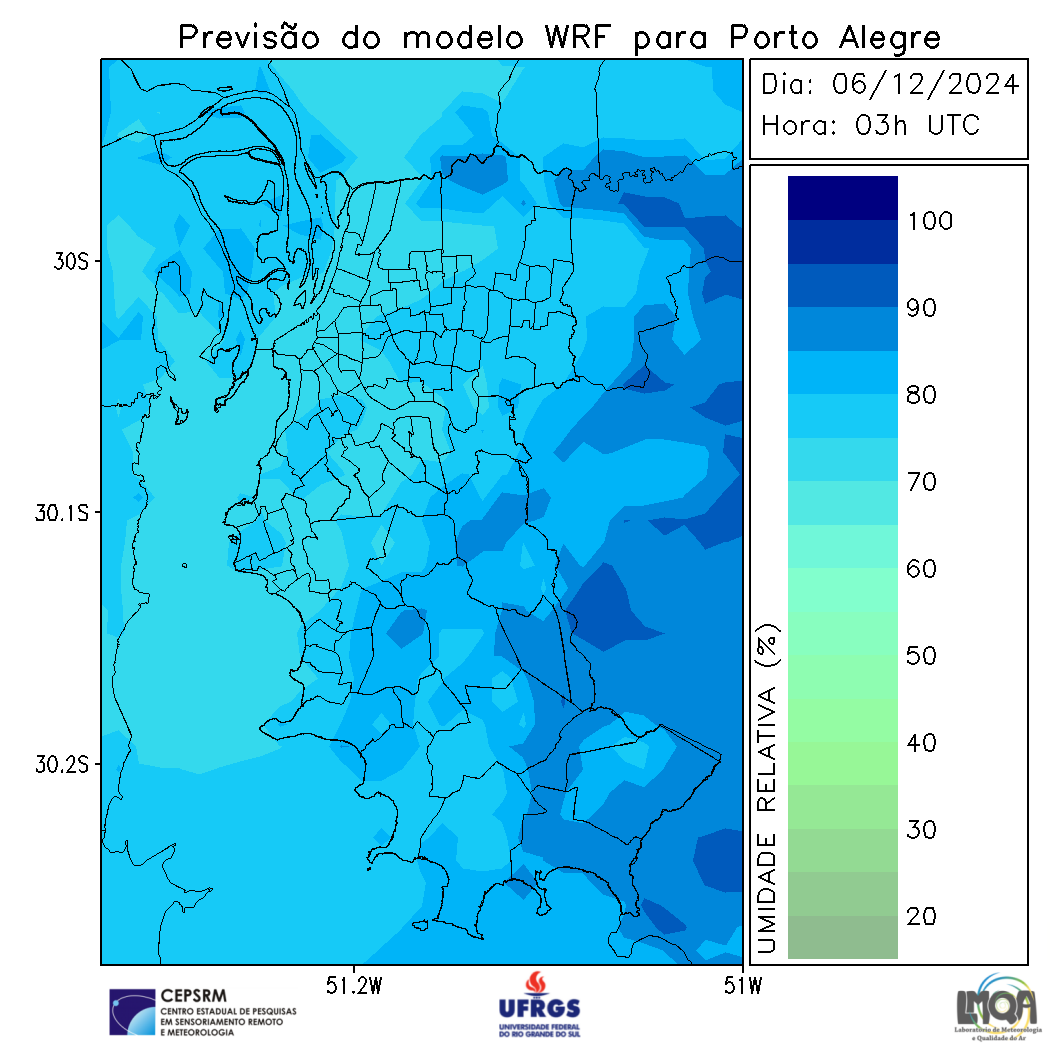 Previsão do modelo WRF para Porto Alegre
Dia: 06/12/2024
Hora: 03h UTC
30S
30.1S
30.2S
51.2W
51W
100
90
80
70
60
50
40
30
20
UMIDADE RELATIVA (%)
CEPSRM
CENTRO ESTADUAL DE PESQUISAS
EM SENSORIAMENTO REMOTO
E METEOROLOGIA
UFRGS
UNIVERSIDADE FEDERAL
DO RIO GRANDE DO SUL
LMQA
Laboratório de Meteorologia
e Qualidade do Ar